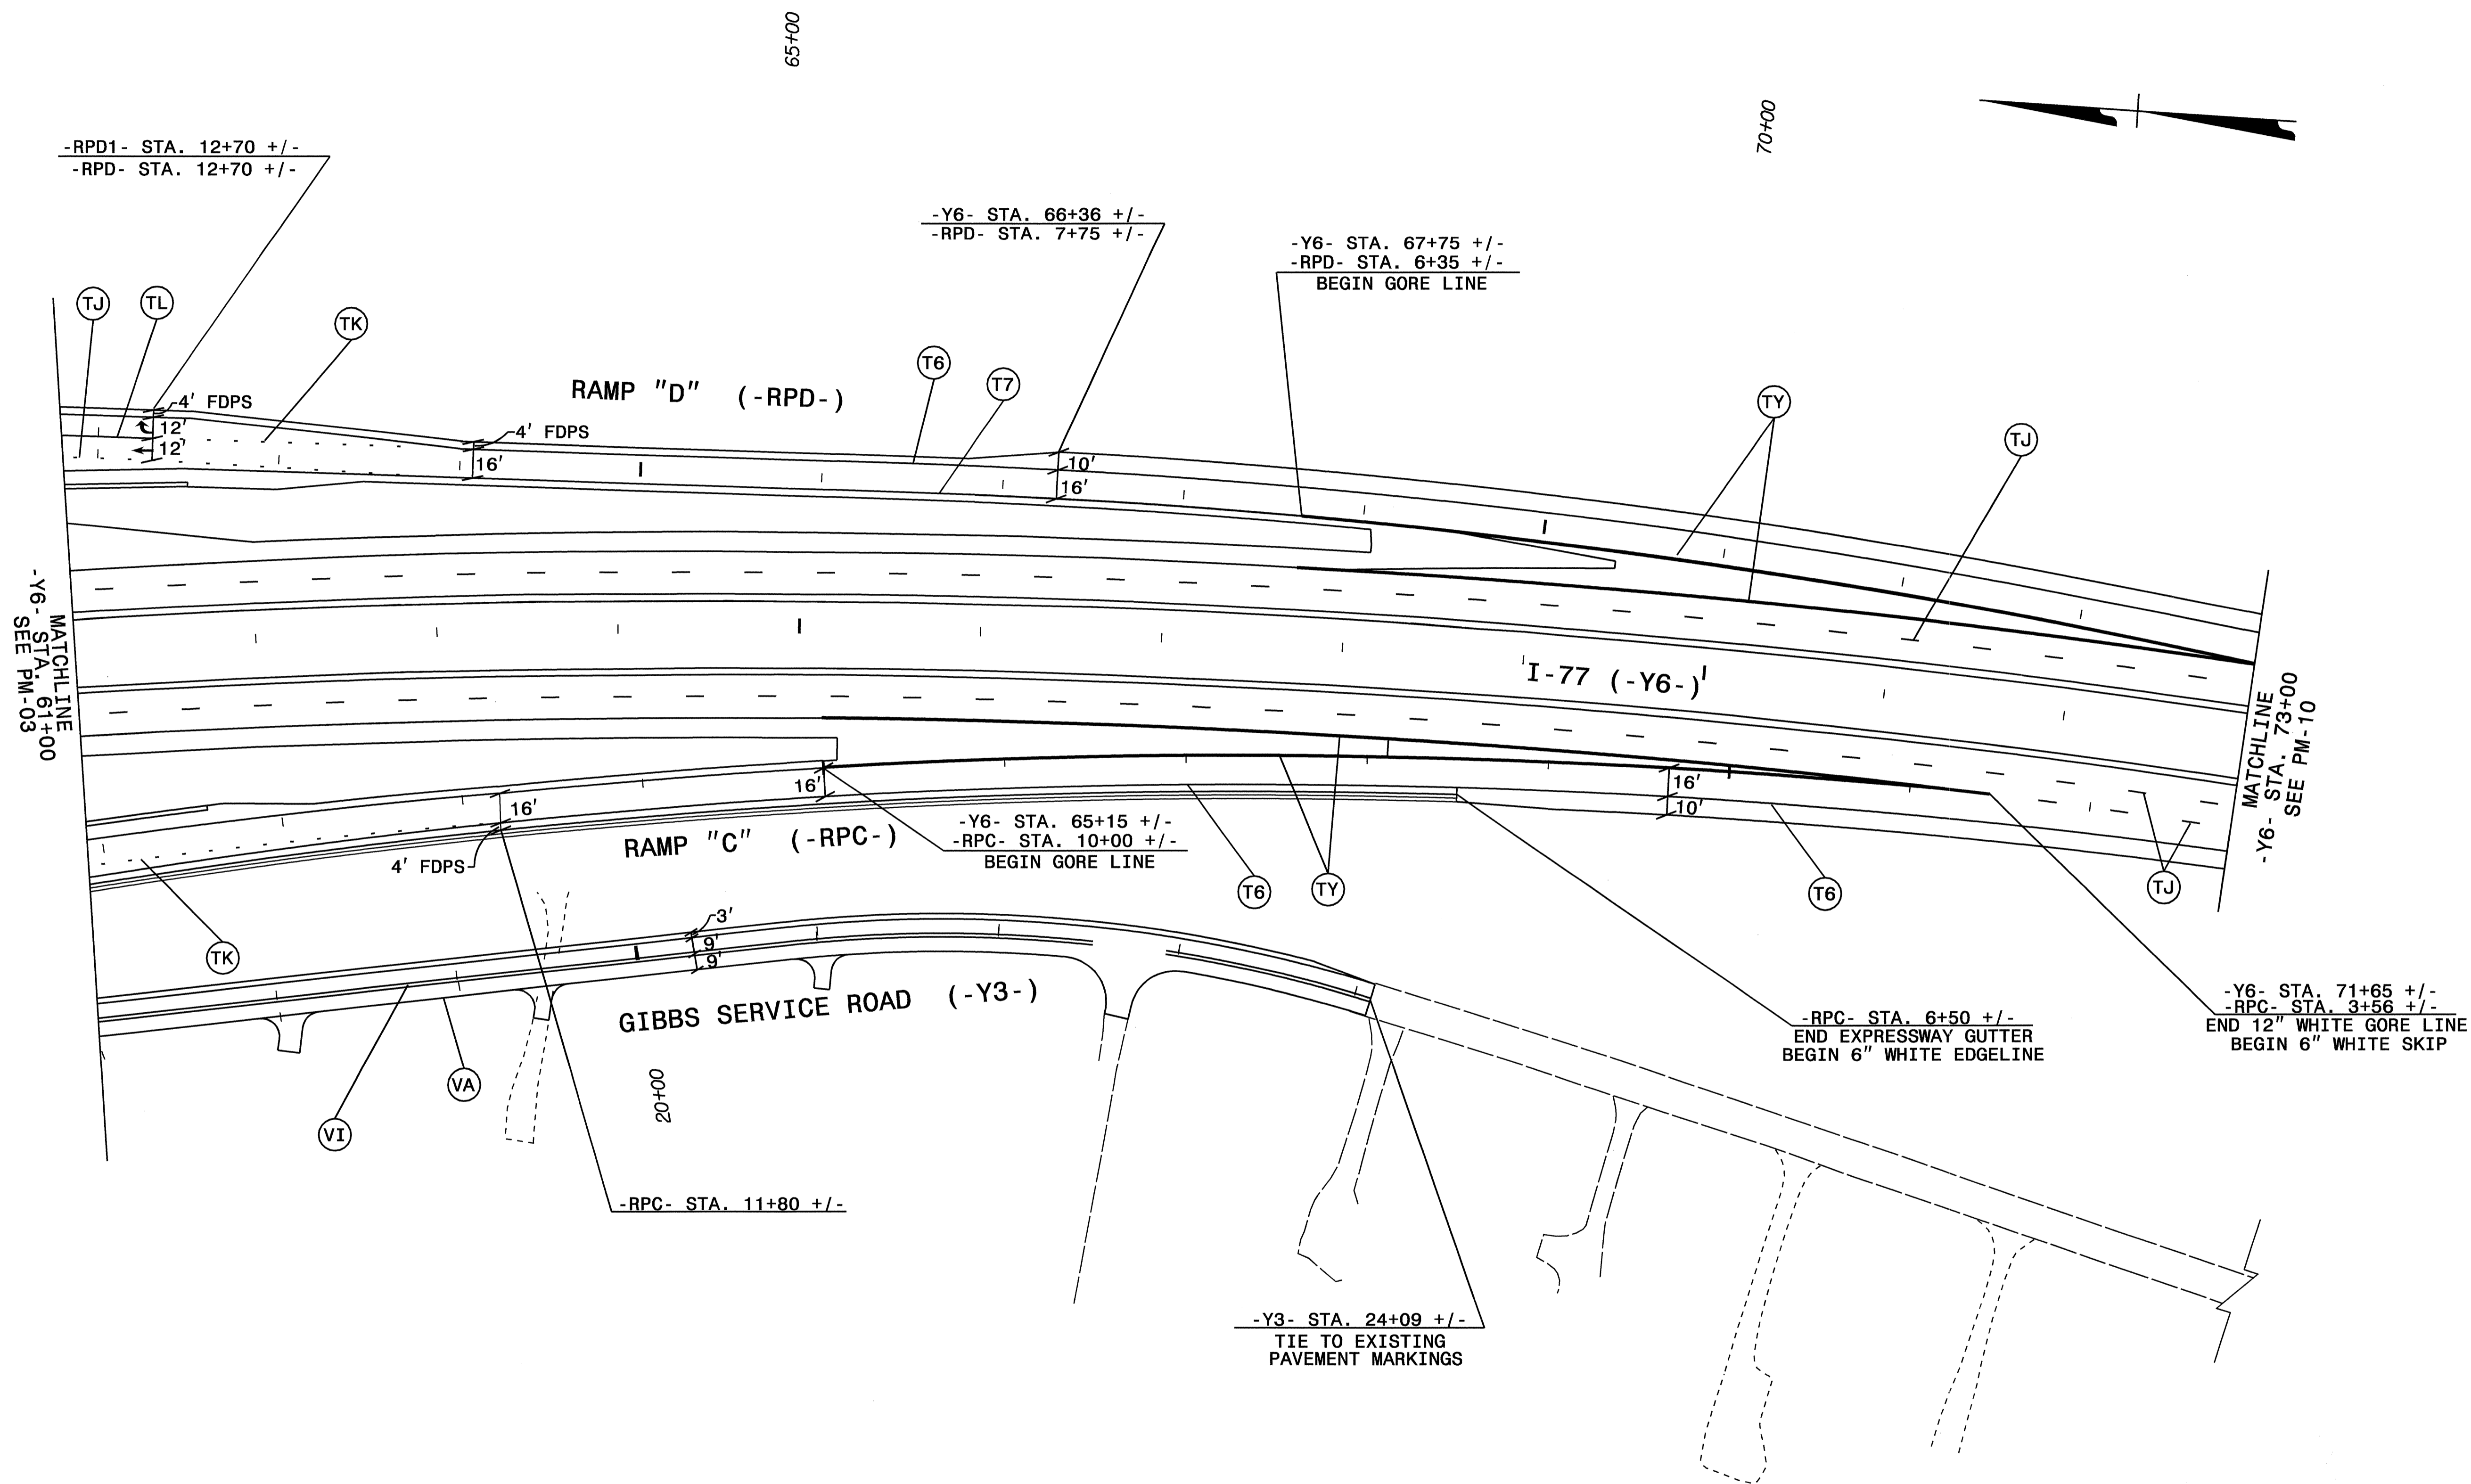 65+00
70+00
-RPD1- STA. 12+70 +/-
-RPD- STA. 12+70 +/-
-Y6- STA. 66+36 +/-
-RPD- STA. 7+75 +/-
-Y6- STA. 67+75 +/-
-RPD- STA. 6+35 +/-
BEGIN GORE LINE
TJ
TL
TK
T6
T7
TY
TJ
RAMP "D" (-RPD-)
4' FDPS
12'
12'
4' FDPS
16'
10'
16'
MATCHLINE
-Y6- STA. 61+00
SEE PM-03
I-77 (-Y6-)
MATCHLINE
-Y6- STA. 73+00
SEE PM-10
16'
16'
16'
10'
4' FDPS
RAMP "C" (-RPC-)
-Y6- STA. 65+15 +/-
-RPC- STA. 10+00 +/-
BEGIN GORE LINE
T6
TY
T6
TJ
TK
3'
9'
9'
GIBBS SERVICE ROAD (-Y3-)
VA
VI
20+00
-RPC- STA. 11+80 +/-
-RPC- STA. 6+50 +/-
END EXPRESSWAY GUTTER
BEGIN 6" WHITE EDGELINE
-Y6- STA. 71+65 +/-
-RPC- STA. 3+56 +/-
END 12" WHITE GORE LINE
BEGIN 6" WHITE SKIP
-Y3- STA. 24+09 +/-
TIE TO EXISTING
PAVEMENT MARKINGS